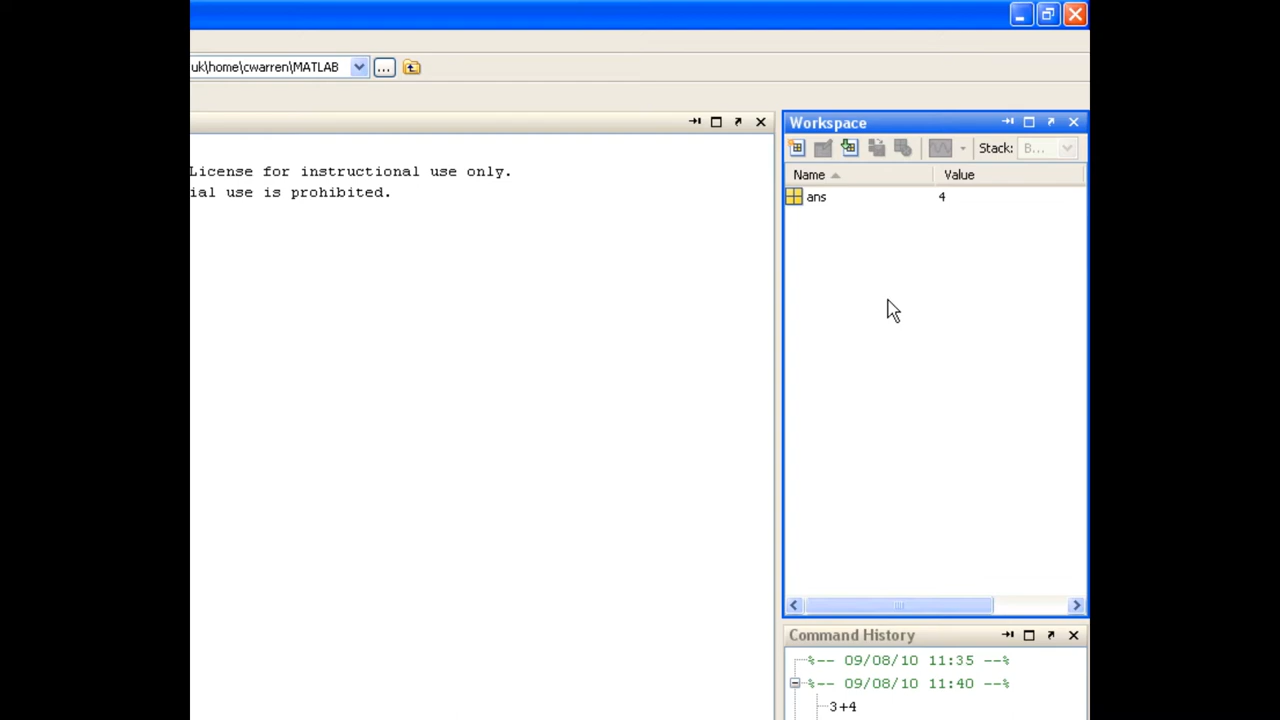 uk\home\cwarren\MATLAB ...
License for instructional use only.
ial use is prohibited.
Workspace
Stack: B...
Name Value
ans 4
Command History
%-- 09/08/10 11:35 --%
%-- 09/08/10 11:40 --%
3+4